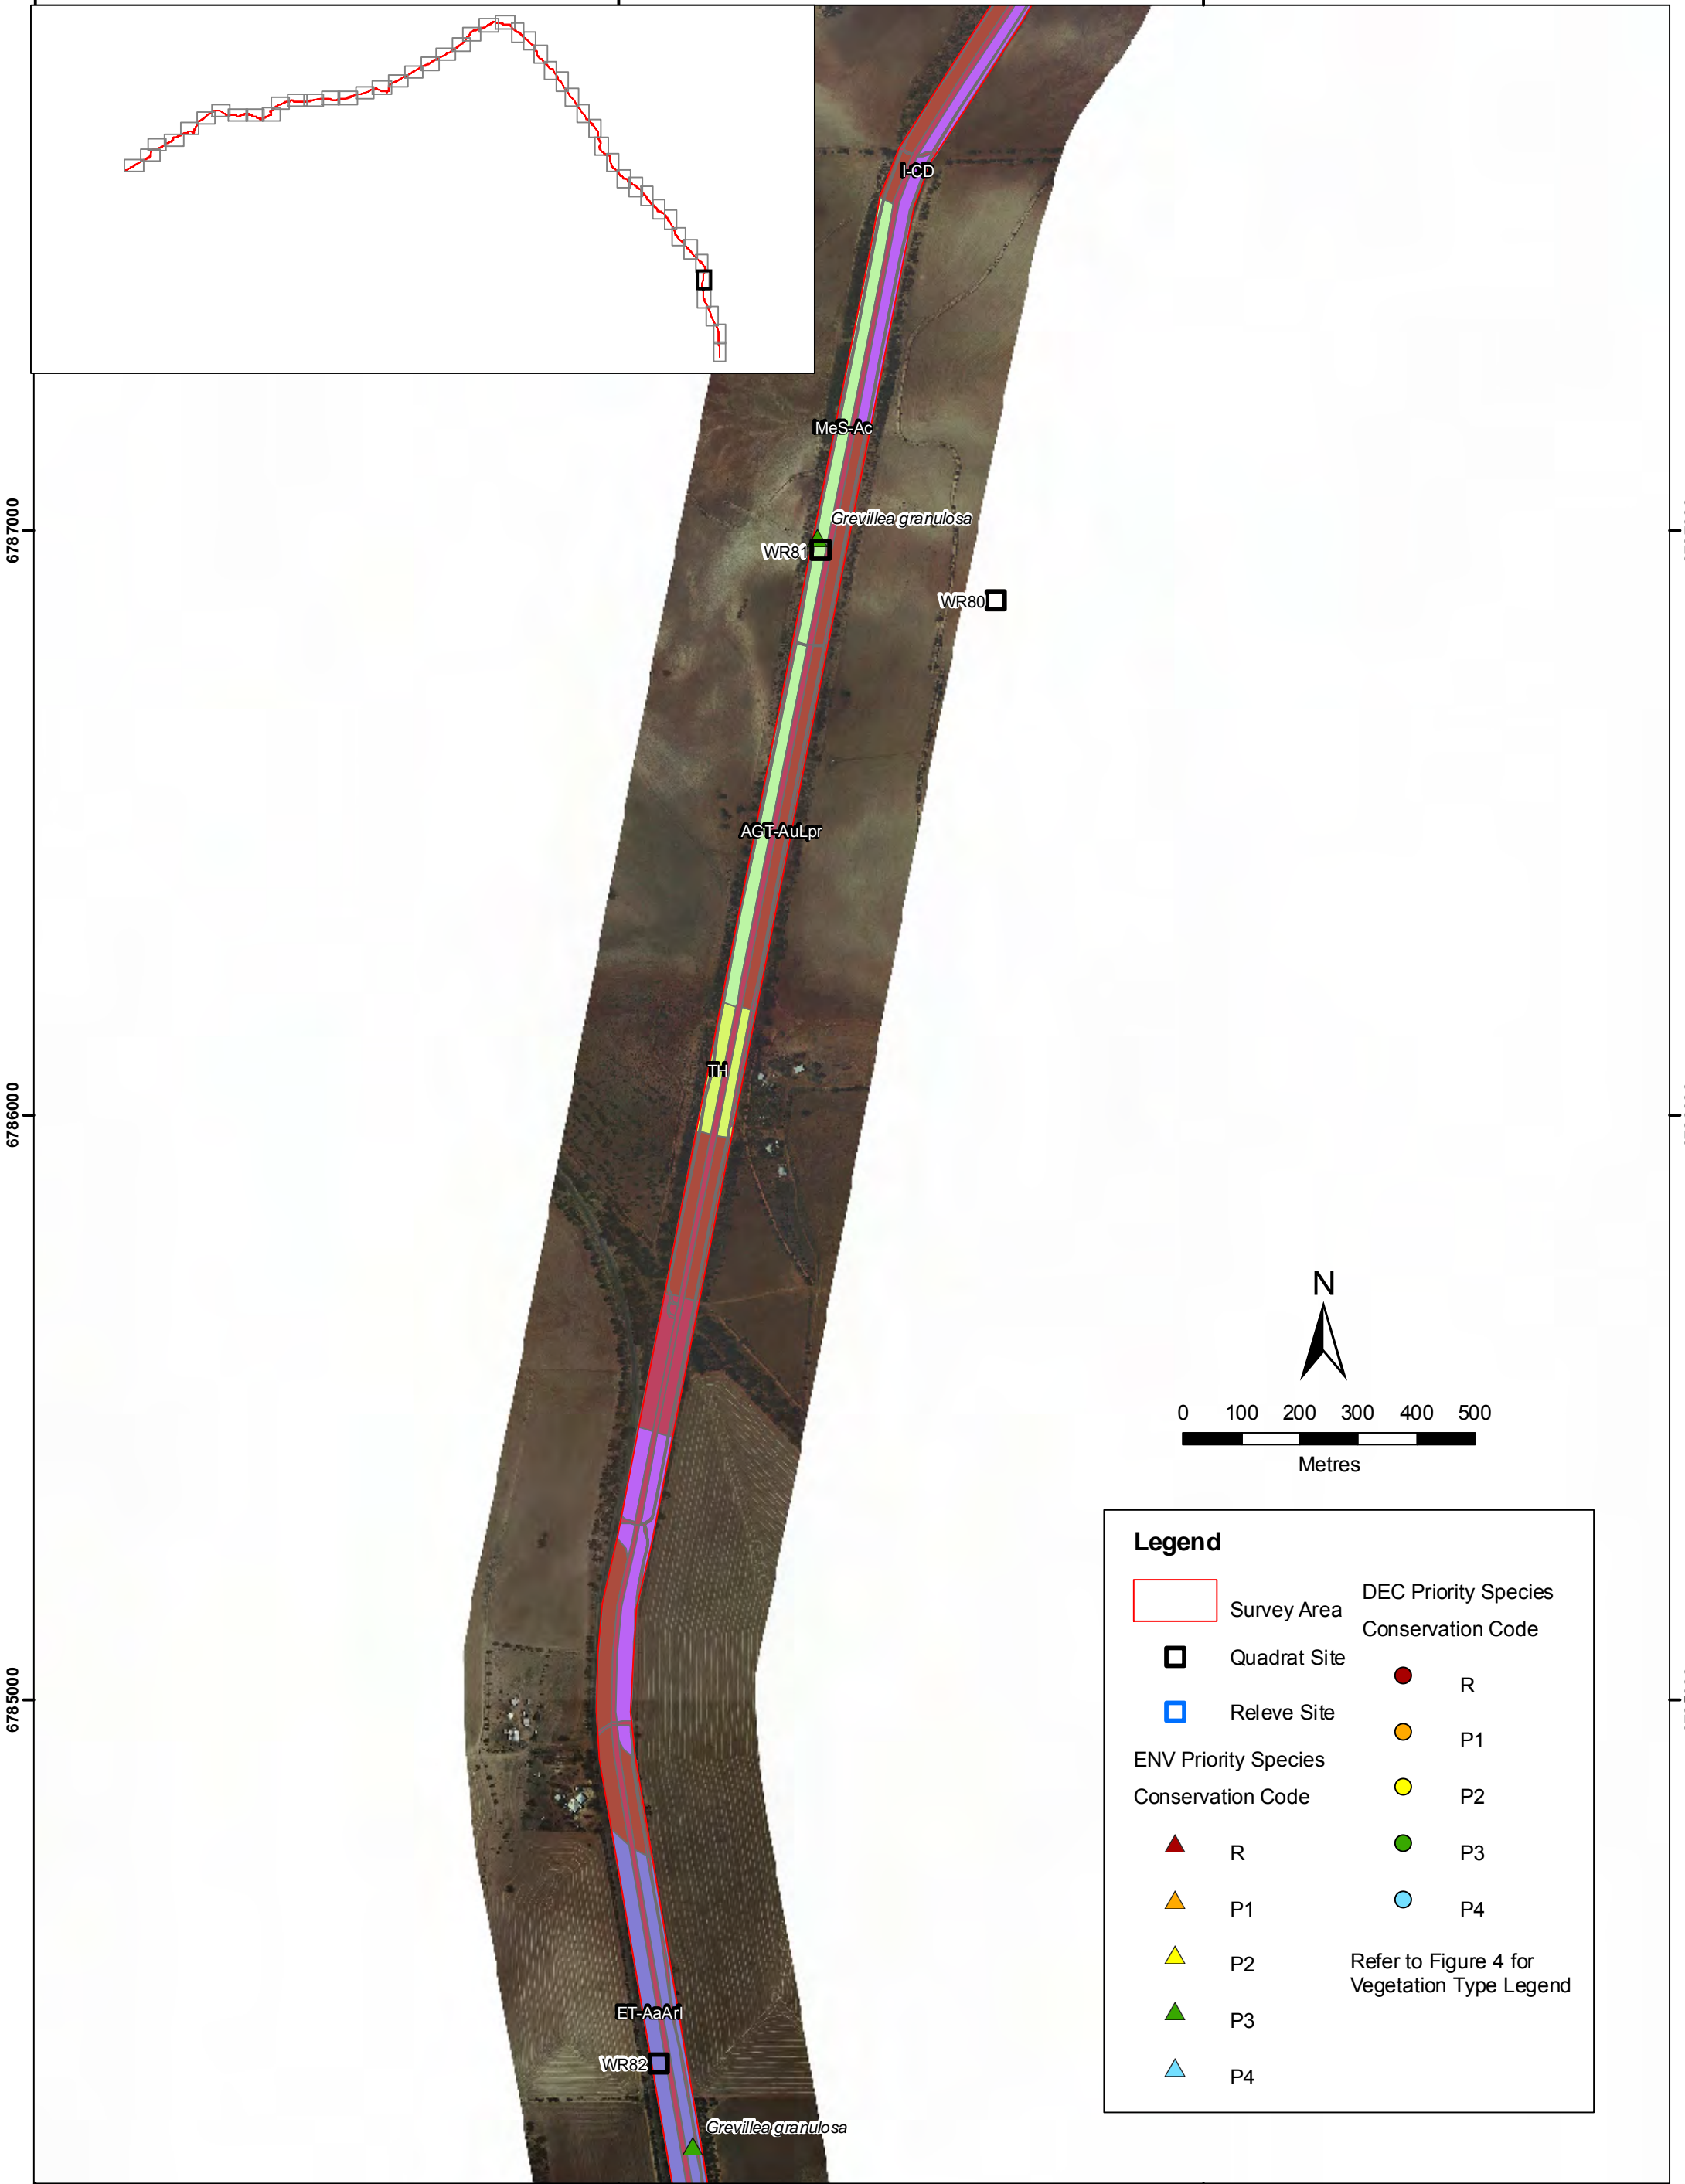 I-CD
MeS-Ac
6787000
Grevillea granulosa
WR81
WR80
AGT-AuLpr
TH
6786000
N
0 100 200 300 400 500
Metres
6785000
Legend
Survey Area
Quadrat Site
Releve Site
ENV Priority Species
Conservation Code
R
P1
P2
P3
P4
DEC Priority Species
Conservation Code
R
P1
P2
P3
P4
Refer to Figure 4 for
Vegetation Type Legend
ET-AaArl
WR82
Grevillea granulosa